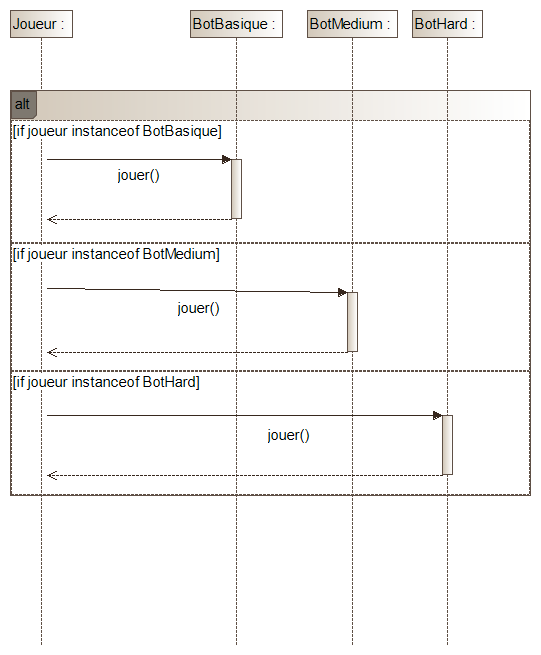 Joueur :
BotBasique :
BotMedium :
BotHard :
alt
[if joueur instanceof BotBasique]
jouer()
[if joueur instanceof BotMedium]
jouer()
[if joueur instanceof BotHard]
jouer()